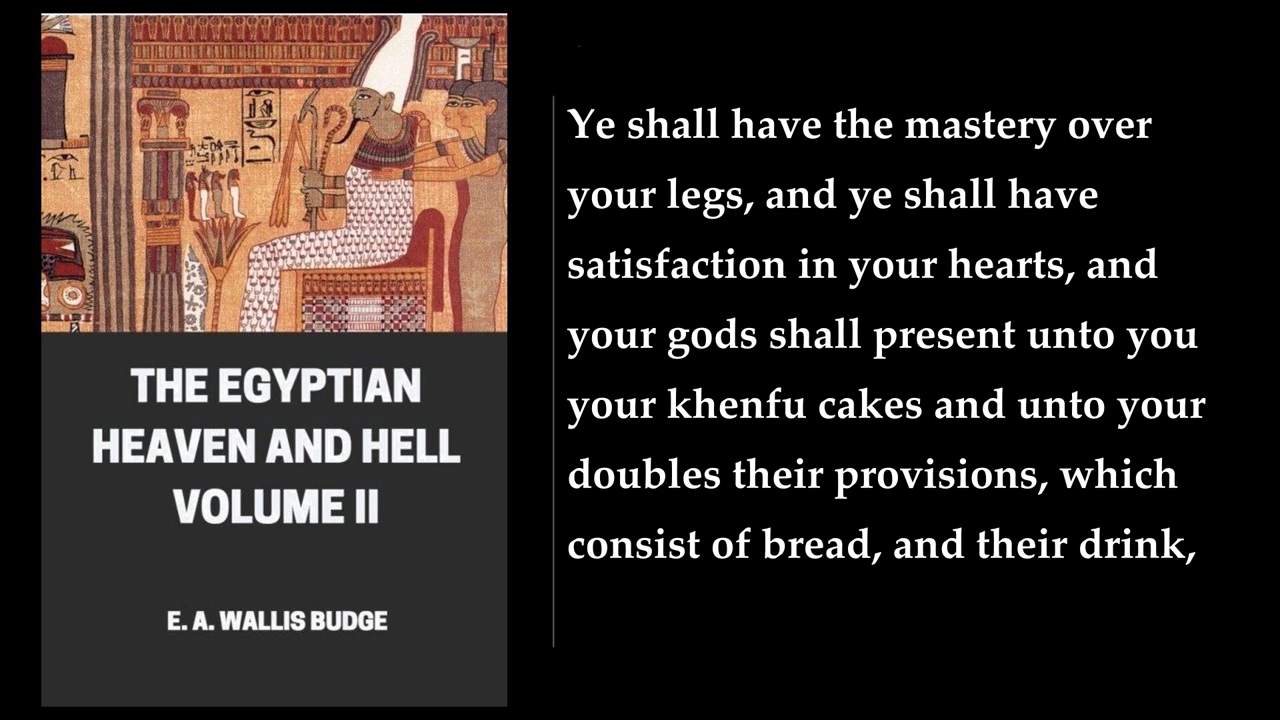 THE EGYPTIAN
HEAVEN AND HELL
VOLUME II
E. A. WALLIS BUDGE
Ye shall have the mastery over
your legs, and ye shall have
satisfaction in your hearts, and
your gods shall present unto you
your khenfu cakes and unto your
doubles their provisions, which
consist of bread, and their drink,